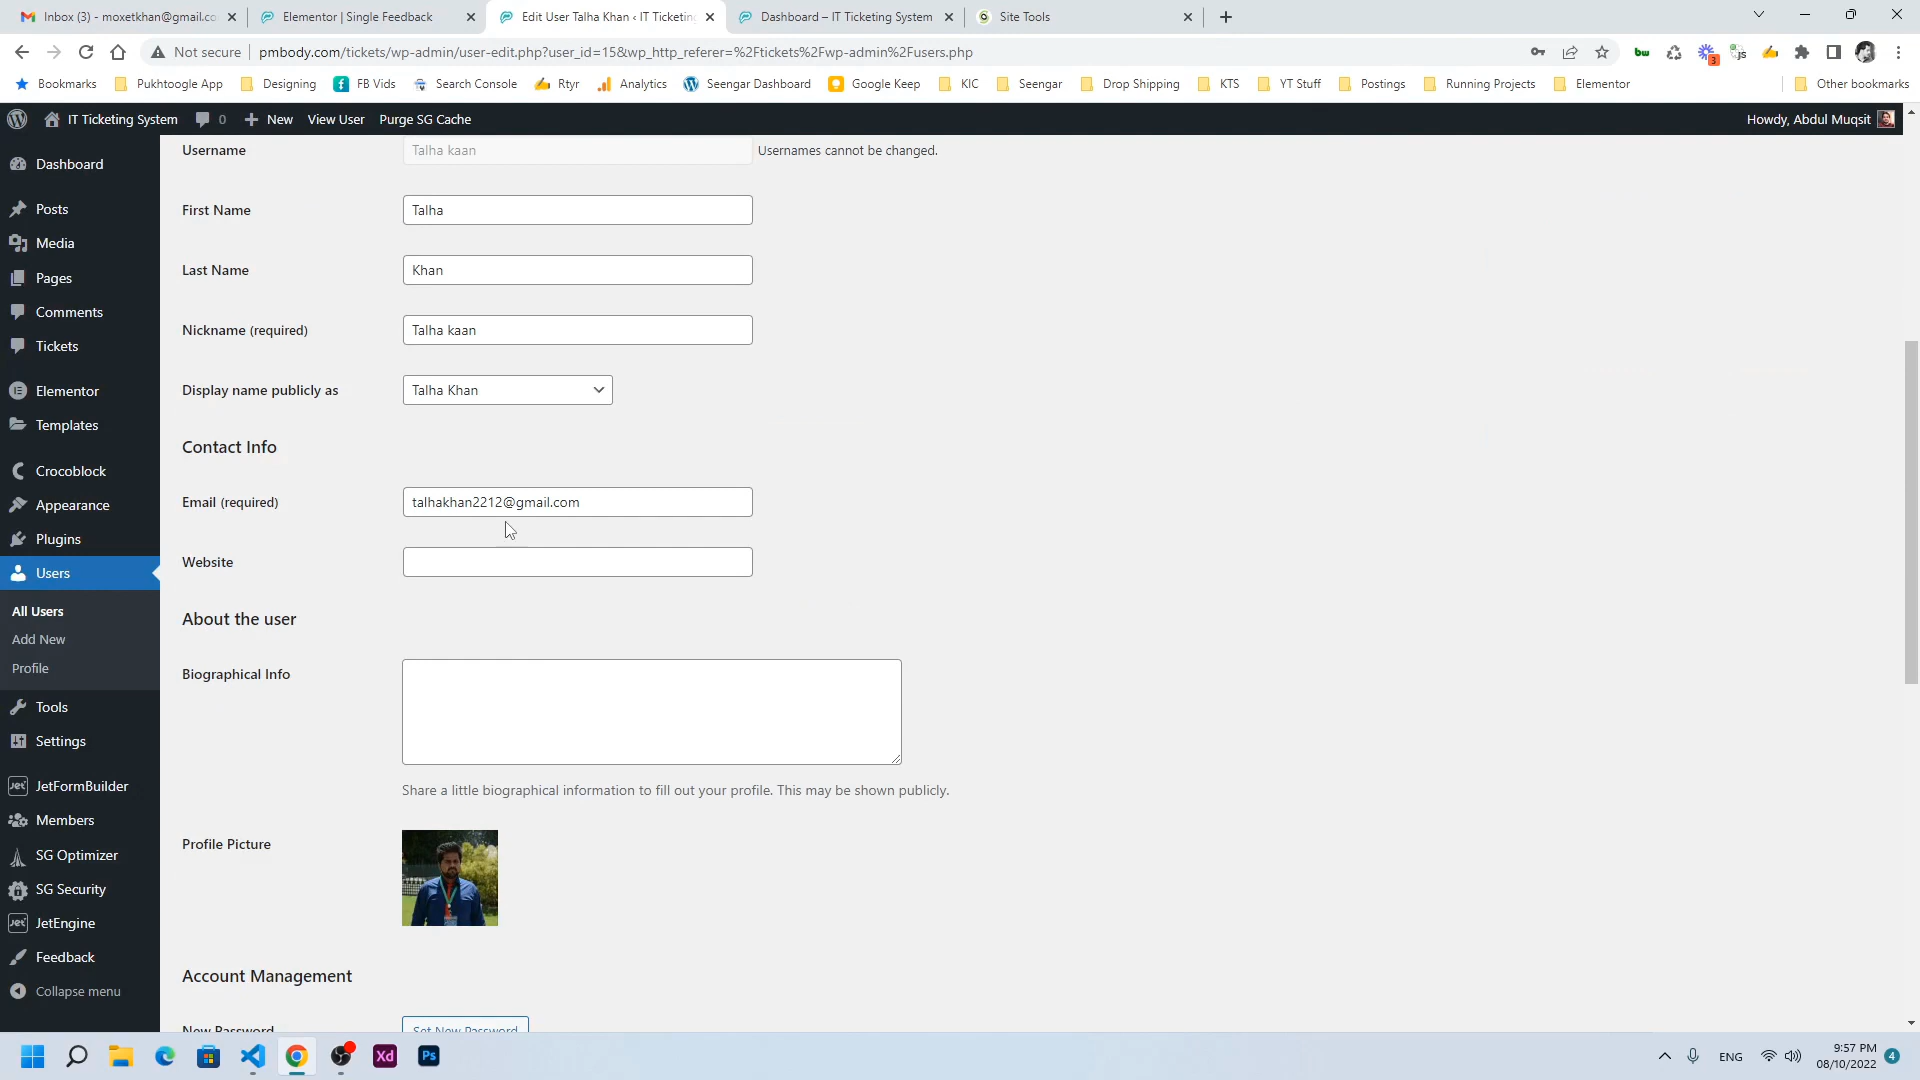 Inbox (3) - moxetkhan@gmail.co
Elementor | Single Feedback
Edit User Talha Khan ‹ IT Ticketin
Dashboard – IT Ticketing System
Site Tools
Not secure
pmbody.com/tickets/wp-admin/user-edit.php?user_id=15&wp_http_referer=%2Ftickets%2Fwp-admin%2Fusers.php
Bookmarks
Pukhtoogle App
Designing
FB Vids
Search Console
Rtyr
Analytics
Seengar Dashboard
Google Keep
KIC
Seengar
Drop Shipping
KTS
YT Stuff
Postings
Running Projects
Elementor
Other bookmarks
IT Ticketing System
0
New
View User
Purge SG Cache
Howdy, Abdul Muqsit
Dashboard
Posts
Media
Pages
Comments
Tickets
Elementor
Templates
Crocoblock
Appearance
Plugins
Users
All Users
Add New
Profile
Tools
Settings
JetFormBuilder
Members
SG Optimizer
SG Security
JetEngine
Feedback
Collapse menu
Username
Talha kaan
Usernames cannot be changed.
First Name
Talha
Last Name
Khan
Nickname (required)
Talha kaan
Display name publicly as
Talha Khan
Contact Info
Email (required)
talhakhan2212@gmail.com
Website
About the user
Biographical Info
Share a little biographical information to fill out your profile. This may be shown publicly.
Profile Picture
Account Management
New Password
Set New Password
Xd
Ps
ENG
9:57 PM
08/10/2022
4